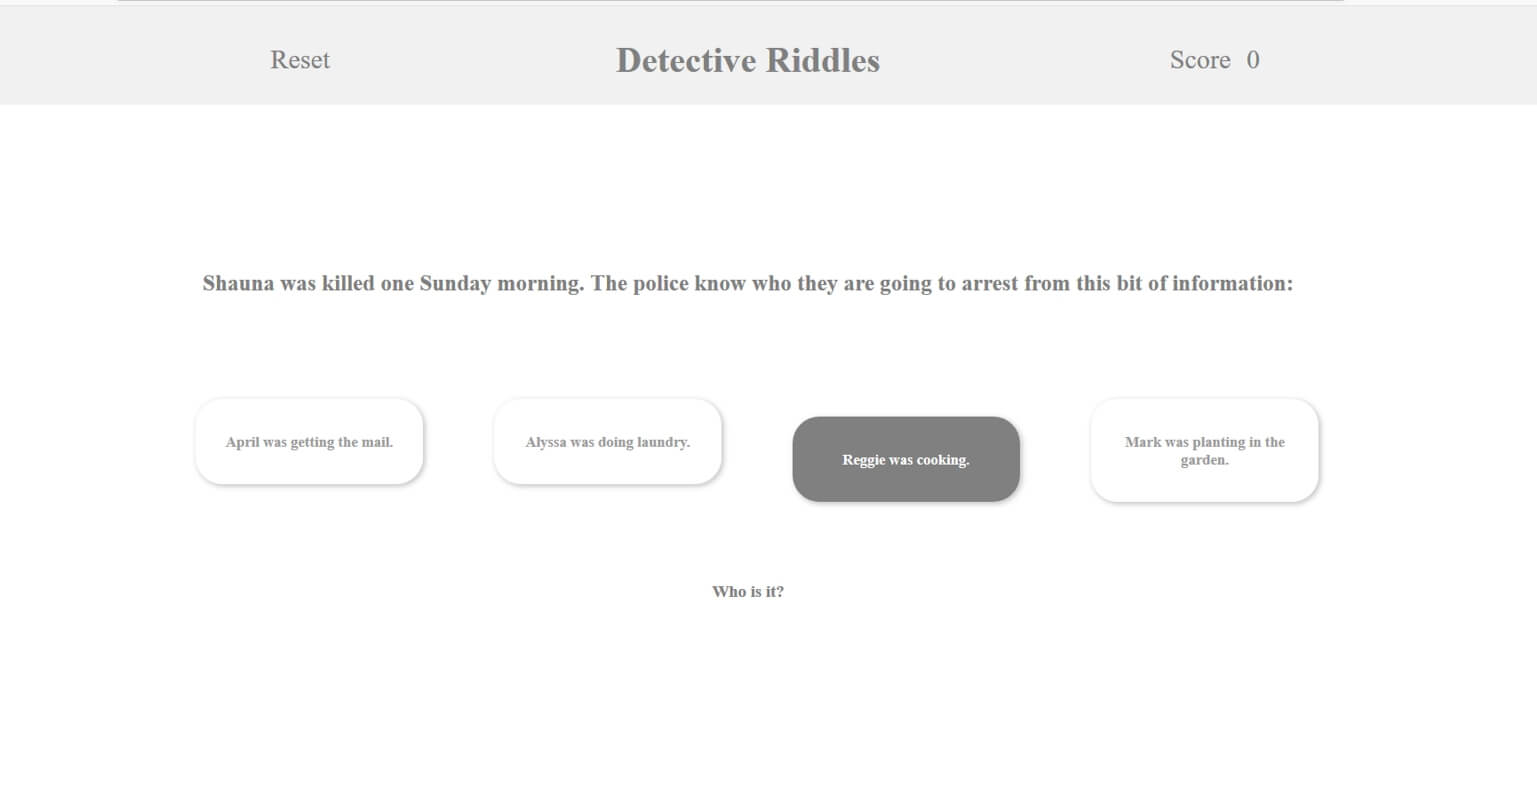 Reset
Detective Riddles
Score 0
Shauna was killed one Sunday morning. The police know who they are going to arrest from this bit of information:
April was getting the mail.
Alyssa was doing laundry.
Reggie was cooking.
Mark was planting in the
garden.
Who is it?